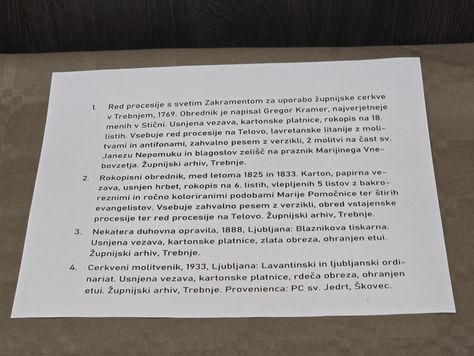 1. Red procesije s svetim Zakramentom za uporabo župnijske cerkve
v Trebnjem, 1769. Obrednik je napisal Gregor Kramer, najverjetneje
menih v Stični. Usnjena vezava, kartonske platnice, rokopis na 18.
listih. Vsebuje red procesije na Telovo, lavretanske litanije z moli-
tvami in antifonami, zahvalno pesem z verzikli, 2 molitvi na čast sv.
Janezu Nepomuku in blagoslov zelišč na praznik Marijinega Vne-
bovzetja. Župnijski arhiv, Trebnje.
2. Rokopisni obrednik, med letoma 1825 in 1833. Karton, papirna ve-
zava, usnjen hrbet, rokopis na 6. listih, vlepljenih 5 listov z bakro-
reznimi in ročno koloriranimi podobami Marije Pomočnice ter štirih
evangelistov. Vsebuje zahvalno pesem z verzikli, obred vstajenske
procesije ter red procesije na Telovo. Župnijski arhiv, Trebnje.
3. Nekatera duhovna opravila, 1888, Ljubljana: Blaznikova tiskarna.
Usnjena vezava, kartonske platnice, zlata obreza, ohranjen etui.
Župnijski arhiv, Trebnje.
4. Cerkveni molitvenik, 1933, Ljubljana: Lavantinski in ljubljanski ordi-
nariat. Usnjena vezava, kartonske platnice, rdeča obreza, ohranjen
etui. Župnijski arhiv, Trebnje. Provenienca: PC sv. Jedrt, Škovec.